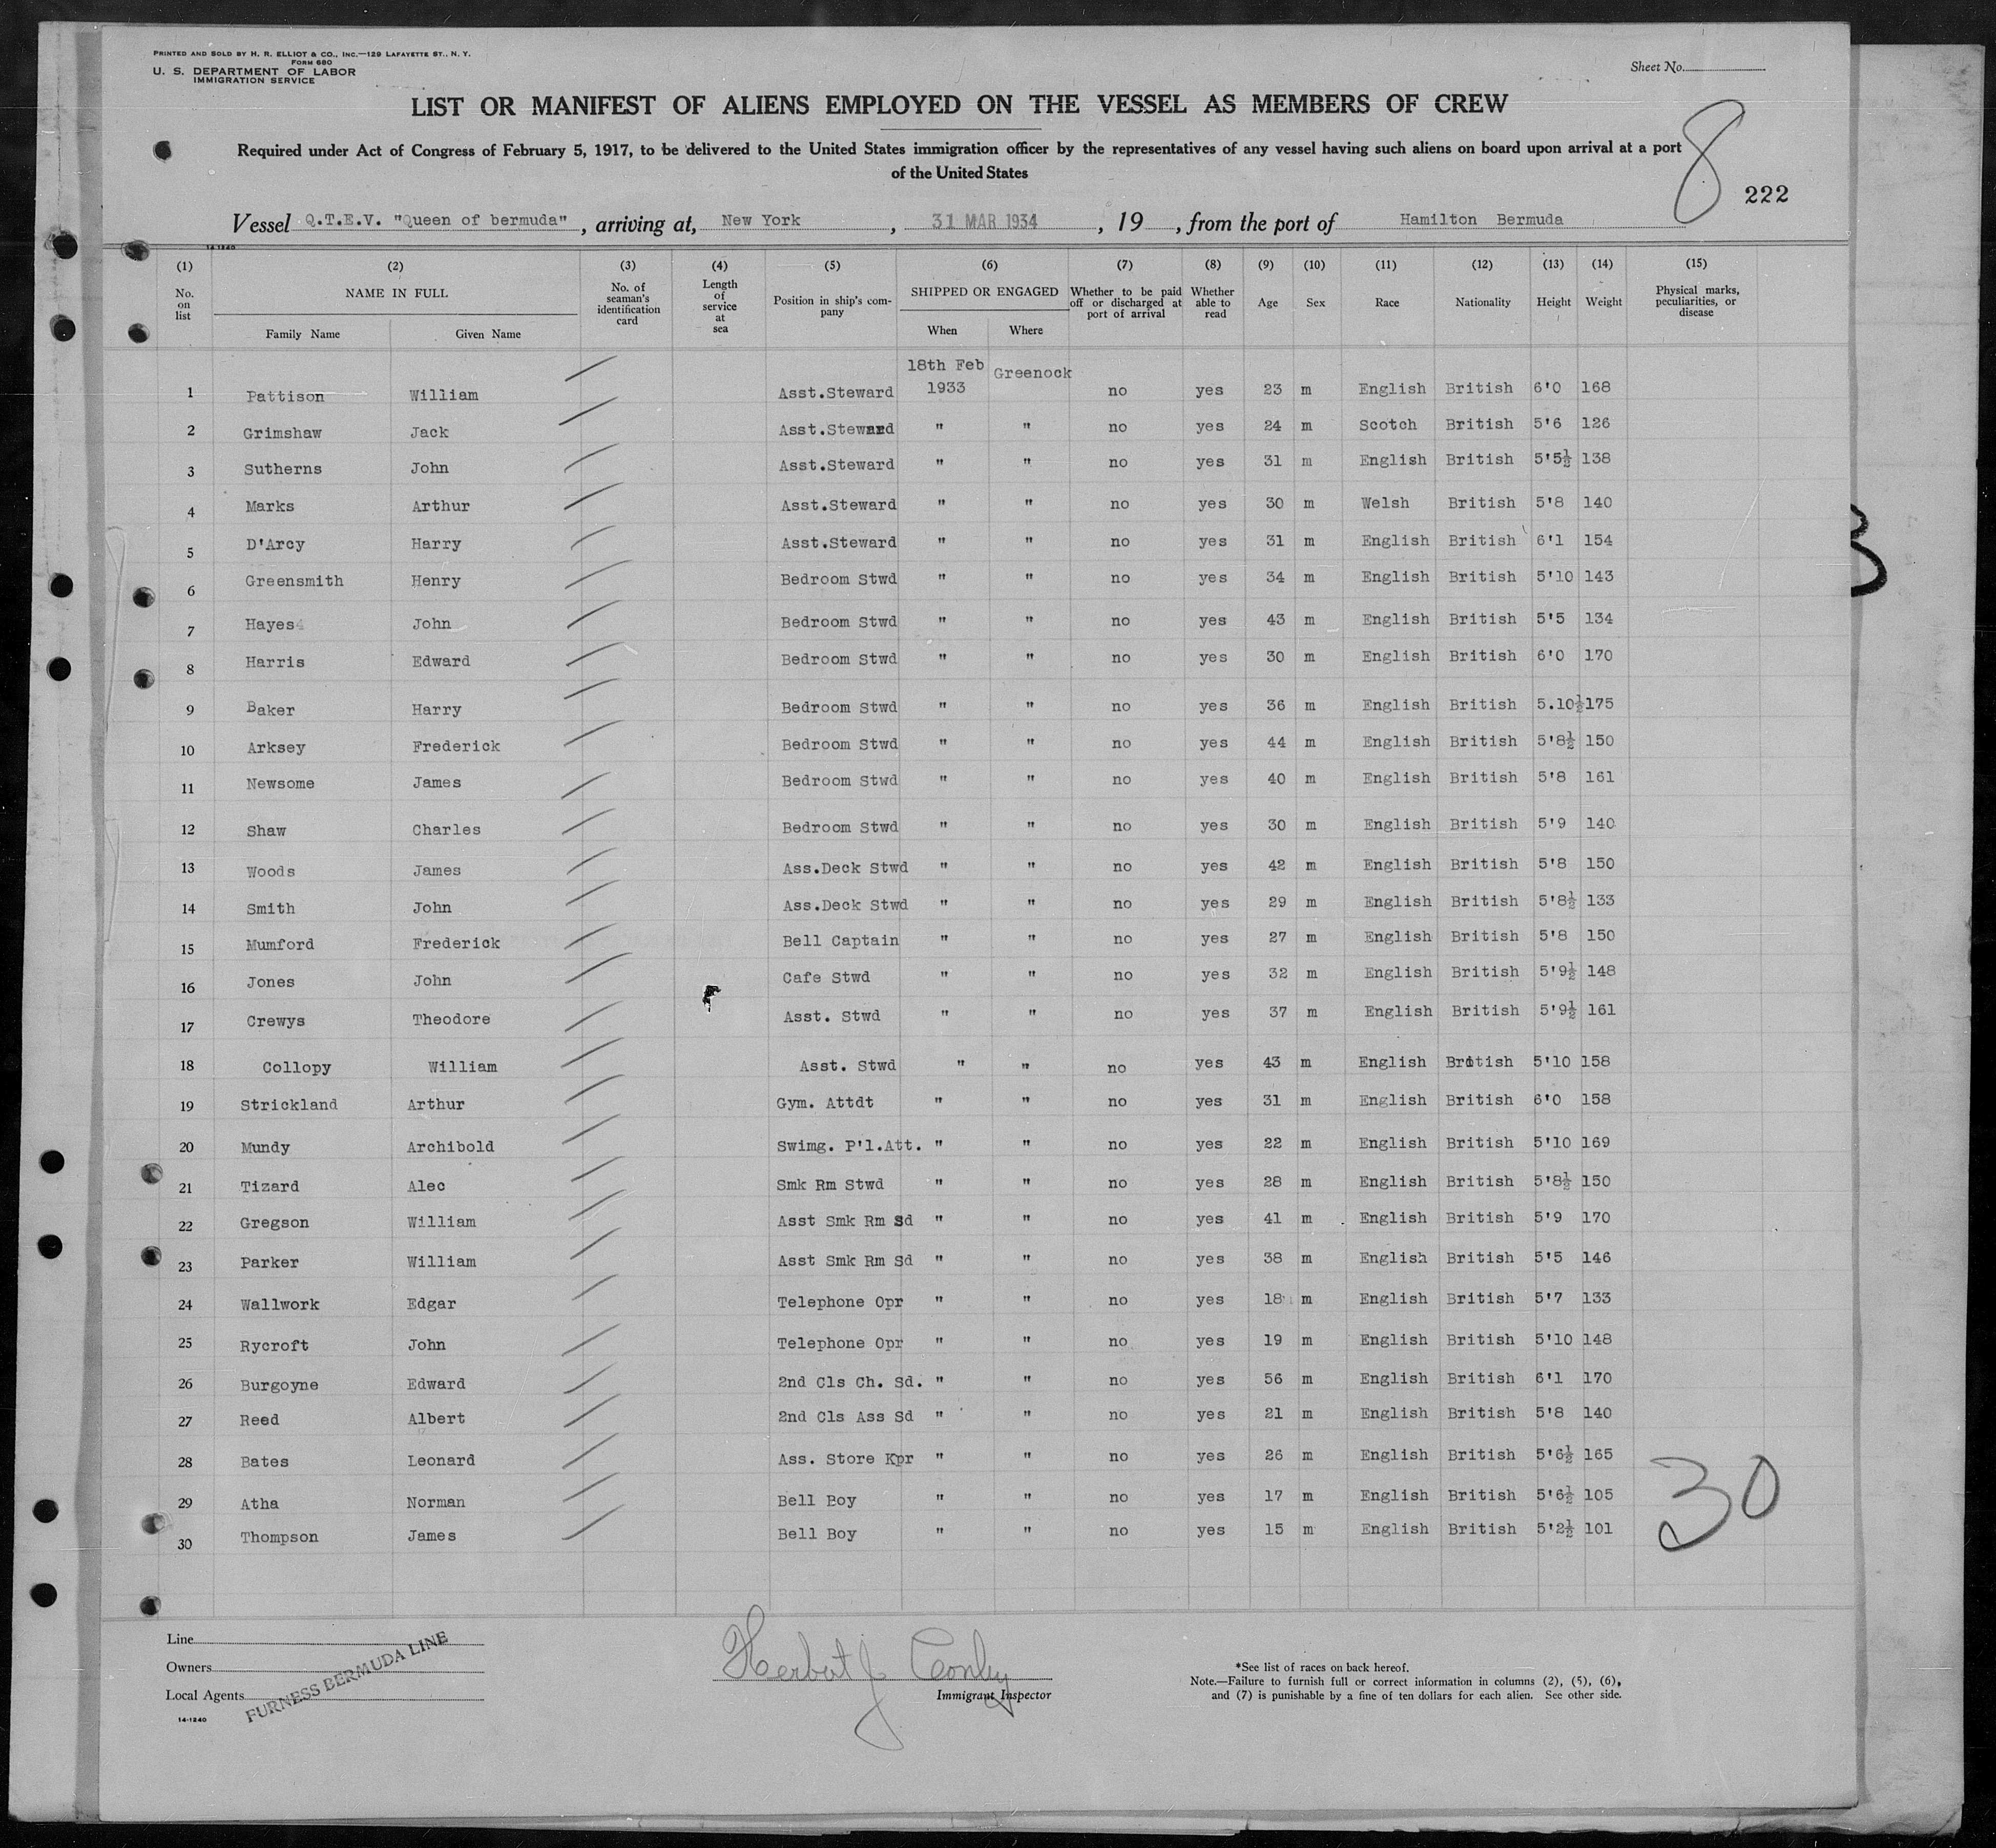 PRINTED AND SOLD BY H. R. ELLIOT & CO., INC.—129 LAFAYETTE ST., N. Y.
FORM 680
U. S. DEPARTMENT OF LABOR
IMMIGRATION SERVICE
Sheet No.
LIST OR MANIFEST OF ALIENS EMPLOYED ON THE VESSEL AS MEMBERS OF CREW
8
Required under Act of Congress of February 5, 1917, to be delivered to the United States immigration officer by the representatives of any vessel having such aliens on board upon arrival at a port
of the United States
222
Vessel Q.T.E.V. "Queen of bermuda", arriving at, New York, 31 MAR 1934, 19 , from the port of Hamilton Bermuda
14-1240
(1) (2) (3) (4) (5) (6) (7) (8) (9) (10) (11) (12) (13) (14) (15)
No. on list NAME IN FULL Family Name Given Name No. of seaman's identification card Length of service at sea Position in ship's company SHIPPED OR ENGAGED When Where Whether to be paid off or discharged at port of arrival Whether able to read Age Sex Race Nationality Height Weight Physical marks, peculiarities, or disease
1 Pattison William Asst.Steward 18th Feb 1933 Greenock no yes 23 m English British 6'0 168
2 Grimshaw Jack Asst.Steward " " no yes 24 m Scotch British 5'6 126
3 Sutherns John Asst.Steward " " no yes 31 m English British 5'5½ 138
4 Marks Arthur Asst.Steward " " no yes 30 m Welsh British 5'8 140
5 D'Arcy Harry Asst.Steward " " no yes 31 m English British 6'1 154
6 Greensmith Henry Bedroom Stwd " " no yes 34 m English British 5'10 143
7 Hayes John Bedroom Stwd " " no yes 43 m English British 5'5 134
8 Harris Edward Bedroom Stwd " " no yes 30 m English British 6'0 170
9 Baker Harry Bedroom Stwd " " no yes 36 m English British 5.10½ 175
10 Arksey Frederick Bedroom Stwd " " no yes 44 m English British 5'8½ 150
11 Newsome James Bedroom Stwd " " no yes 40 m English British 5'8 161
12 Shaw Charles Bedroom Stwd " " no yes 30 m English British 5'9 140
13 Woods James Ass.Deck Stwd " " no yes 42 m English British 5'8 150
14 Smith John Ass.Deck Stwd " " no yes 29 m English British 5'8½ 133
15 Mumford Frederick Bell Captain " " no yes 27 m English British 5'8 150
16 Jones John Cafe Stwd " " no yes 32 m English British 5'9½ 148
17 Crewys Theodore Asst. Stwd " " no yes 37 m English British 5'9½ 161
18 Collopy William Asst. Stwd " " no yes 43 m English British 5'10 158
19 Strickland Arthur Gym. Attdt " " no yes 31 m English British 6'0 158
20 Mundy Archibold Swimg. P'l.Att. " " no yes 22 m English British 5'10 169
21 Tizard Alec Smk Rm Stwd " " no yes 28 m English British 5'8½ 150
22 Gregson William Asst Smk Rm Sd " " no yes 41 m English British 5'9 170
23 Parker William Asst Smk Rm Sd " " no yes 38 m English British 5'5 146
24 Wallwork Edgar Telephone Opr " " no yes 18 m English British 5'7 133
25 Rycroft John Telephone Opr " " no yes 19 m English British 5'10 148
26 Burgoyne Edward 2nd Cls Ch. Sd. " " no yes 56 m English British 6'1 170
27 Reed Albert 2nd Cls Ass Sd " " no yes 21 m English British 5'8 140
28 Bates Leonard Ass. Store Kpr " " no yes 26 m English British 5'6½ 165
29 Atha Norman Bell Boy " " no yes 17 m English British 5'6½ 105
30 Thompson James Bell Boy " " no yes 15 m English British 5'2½ 101
30
Line
Owners
Local Agents
FURNESS BERMUDA LINE
14-1240
Herbert J Conley
Immigrant Inspector
*See list of races on back hereof.
Note.—Failure to furnish full or correct information in columns (2), (5), (6),
and (7) is punishable by a fine of ten dollars for each alien. See other side.